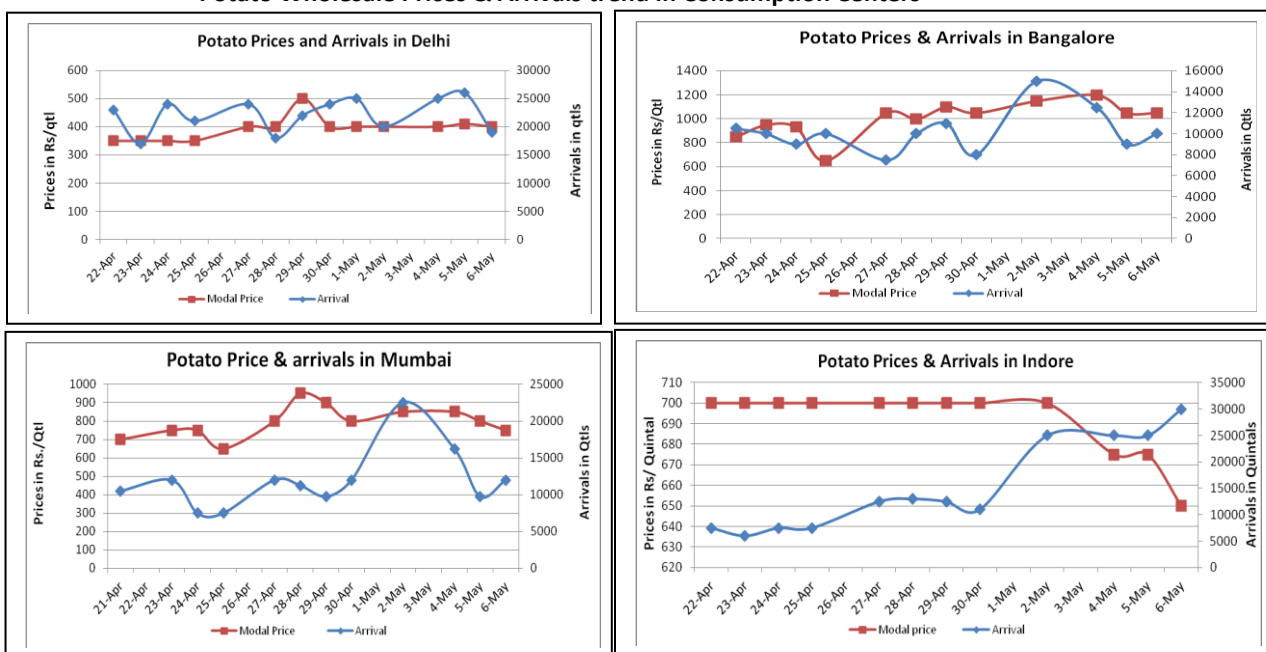 Potato Wholesale Prices & Arrivals trend in Consumption Centers
Potato Prices and Arrivals in Delhi
Prices in Rs/qtl
600
500
400
300
200
100
0
30000
25000
20000
15000
10000
5000
0
Arrivals in qtls
22-Apr
23-Apr
24-Apr
25-Apr
26-Apr
27-Apr
28-Apr
29-Apr
30-Apr
1-May
2-May
3-May
4-May
5-May
6-May
Modal Price
Arrival
Potato Prices & Arrivals in Bangalore
Prices in Rs/Qtl
1400
1200
1000
800
600
400
200
0
16000
14000
12000
10000
8000
6000
4000
2000
0
Arrivals in Qtls
22-Apr
23-Apr
24-Apr
25-Apr
26-Apr
27-Apr
28-Apr
29-Apr
30-Apr
1-May
2-May
3-May
4-May
5-May
6-May
Modal Price
Arrival
Potato Price & arrivals in Mumbai
Prices in Rs./Qtl
1000
900
800
700
600
500
400
300
200
100
0
25000
20000
15000
10000
5000
0
Arrivals in Qtls
21-Apr
22-Apr
23-Apr
24-Apr
25-Apr
26-Apr
27-Apr
28-Apr
29-Apr
30-Apr
1-May
2-May
3-May
4-May
5-May
6-May
Modal Price
Arrival
Potato Prices & Arrivals in Indore
Prices in Rs/ Quintal
710
700
690
680
670
660
650
640
630
620
35000
30000
25000
20000
15000
10000
5000
0
Arrivals in Quintals
22-Apr
23-Apr
24-Apr
25-Apr
26-Apr
27-Apr
28-Apr
29-Apr
30-Apr
1-May
2-May
3-May
4-May
5-May
6-May
Modal price
Arrival